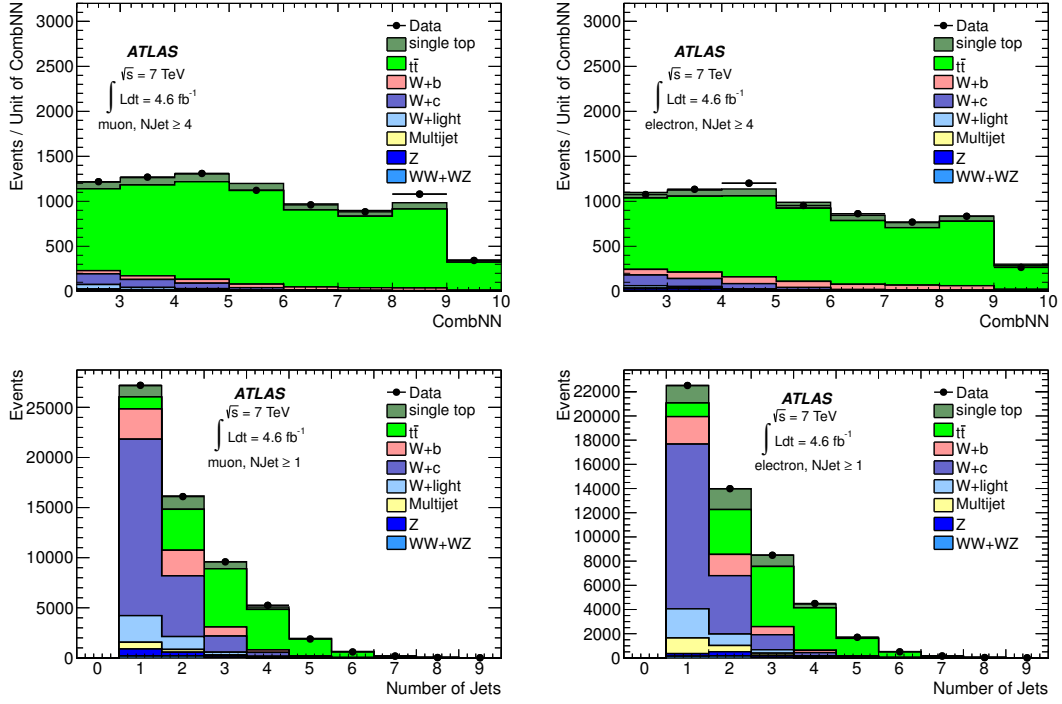 Events / Unit of CombNN
3000
2500
2000
1500
1000
500
0
ATLAS
∫ √s = 7 TeV
Ldt = 4.6 fb⁻¹
muon, NJet ≥ 4
Data
single top
tt̄
W+b
W+c
W+light
Multijet
Z
WW+WZ
3 4 5 6 7 8 9 10
CombNN
Events / Unit of CombNN
3000
2500
2000
1500
1000
500
0
ATLAS
∫ √s = 7 TeV
Ldt = 4.6 fb⁻¹
electron, NJet ≥ 4
Data
single top
tt̄
W+b
W+c
W+light
Multijet
Z
WW+WZ
3 4 5 6 7 8 9 10
CombNN
Events
25000
20000
15000
10000
5000
0
ATLAS
∫ √s = 7 TeV
Ldt = 4.6 fb⁻¹
muon, NJet ≥ 1
Data
single top
tt̄
W+b
W+c
W+light
Multijet
Z
WW+WZ
0 1 2 3 4 5 6 7 8 9
Number of Jets
Events
22000
20000
18000
16000
14000
12000
10000
8000
6000
4000
2000
0
ATLAS
∫ √s = 7 TeV
Ldt = 4.6 fb⁻¹
electron, NJet ≥ 1
Data
single top
tt̄
W+b
W+c
W+light
Multijet
Z
WW+WZ
0 1 2 3 4 5 6 7 8 9
Number of Jets